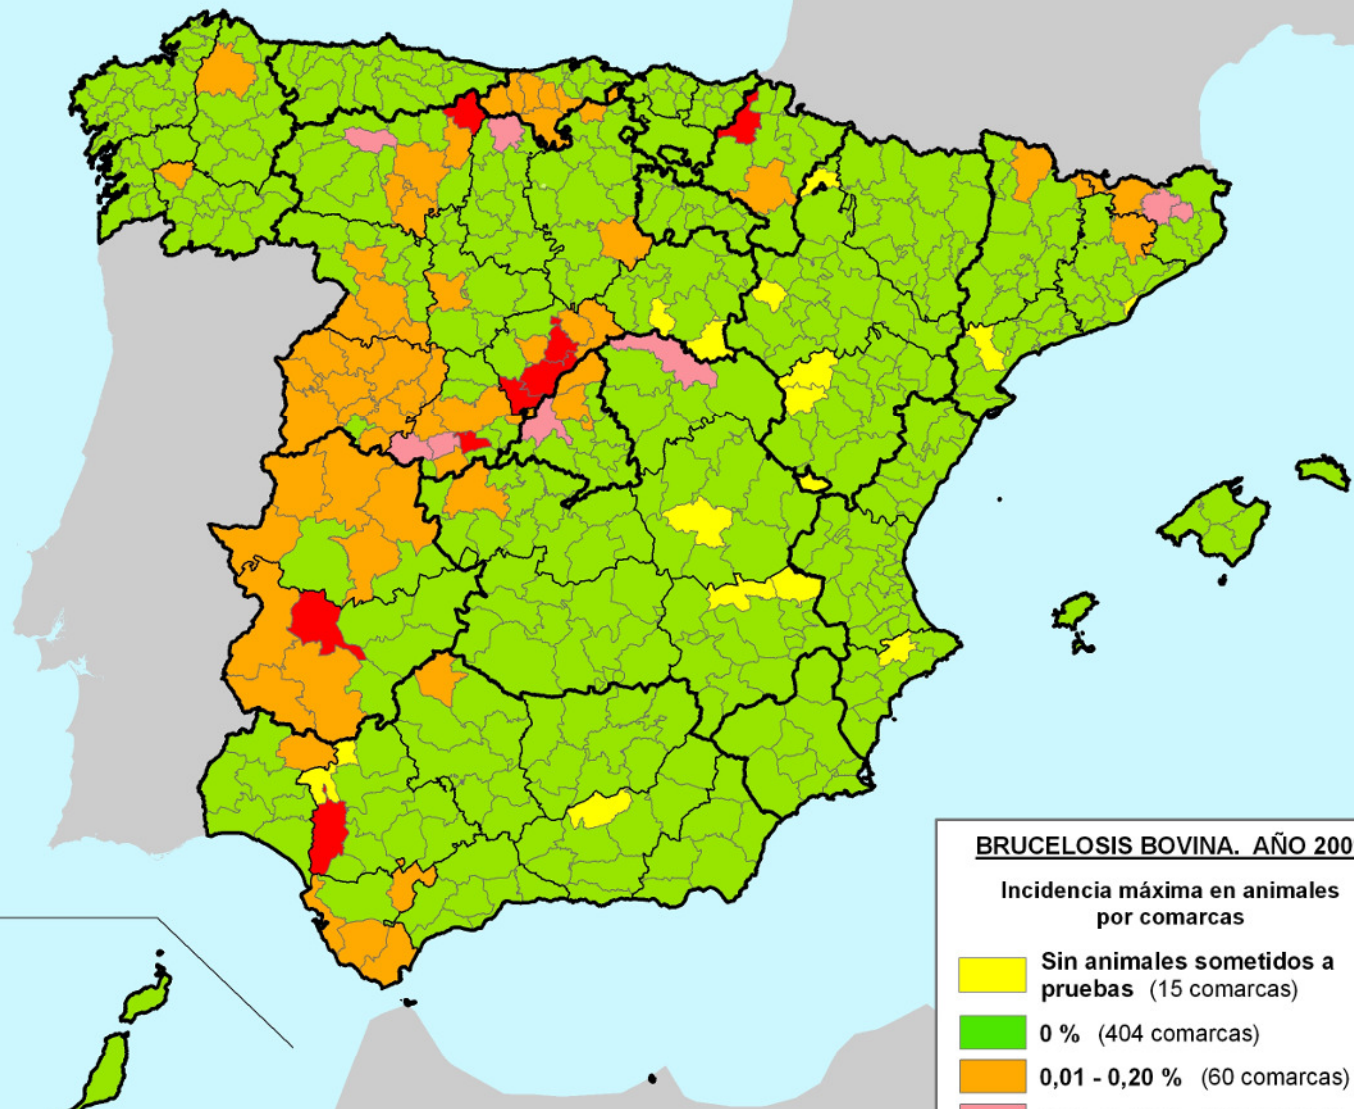 BRUCELOSIS BOVINA. AÑO 200
Incidencia máxima en animales
por comarcas
Sin animales sometidos a
pruebas (15 comarcas)
0 % (404 comarcas)
0,01 - 0,20 % (60 comarcas)